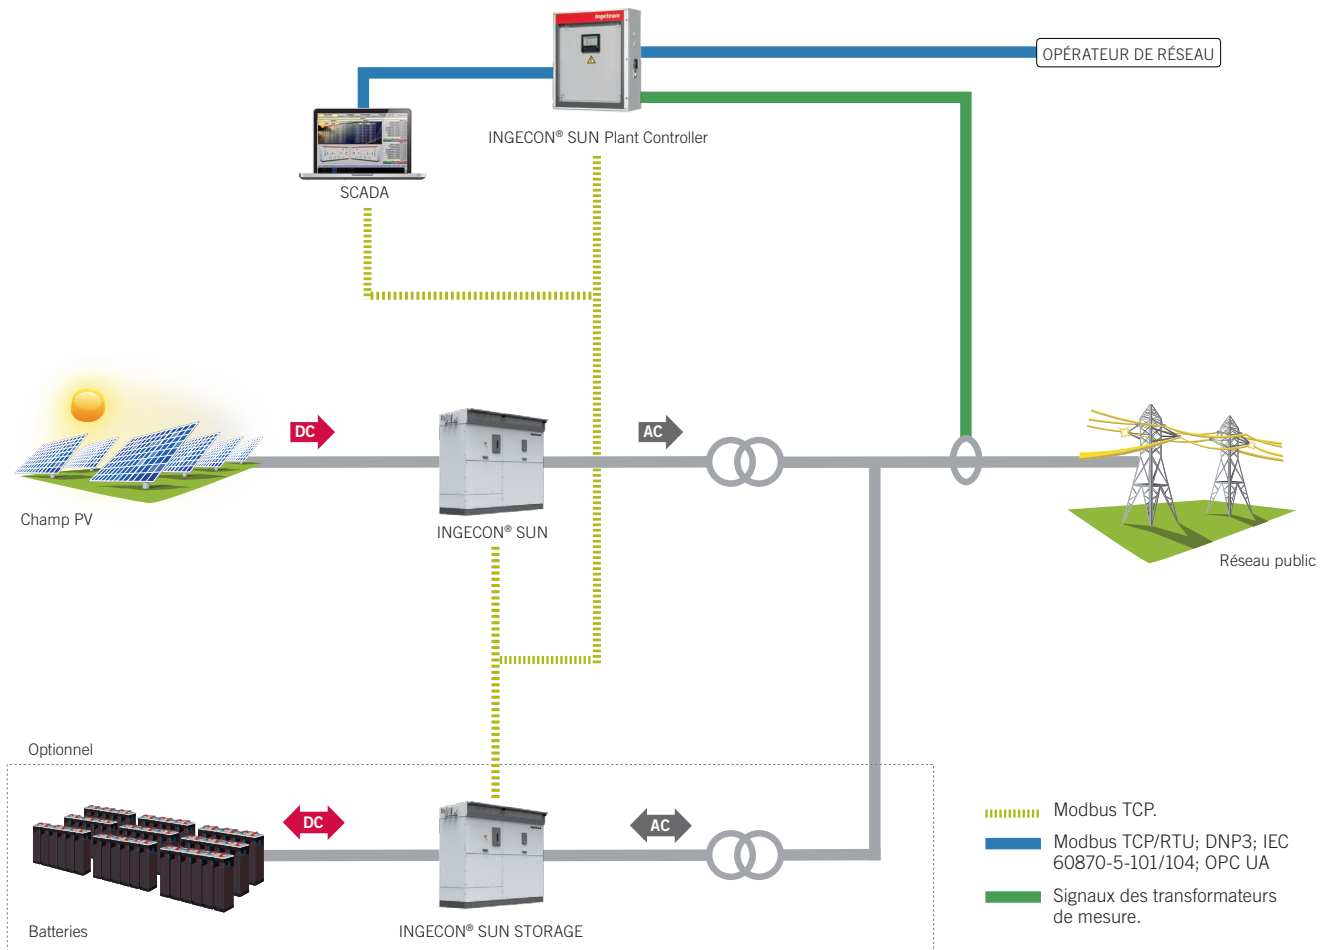 Ingeteam
OPÉRATEUR DE RÉSEAU
INGECON® SUN Plant Controller
SCADA
DC
AC
Champ PV
INGECON® SUN
Réseau public
Optionnel
DC
AC
Batteries
INGECON® SUN STORAGE
Modbus TCP.
Modbus TCP/RTU; DNP3; IEC
60870-5-101/104; OPC UA
Signaux des transformateurs
de mesure.